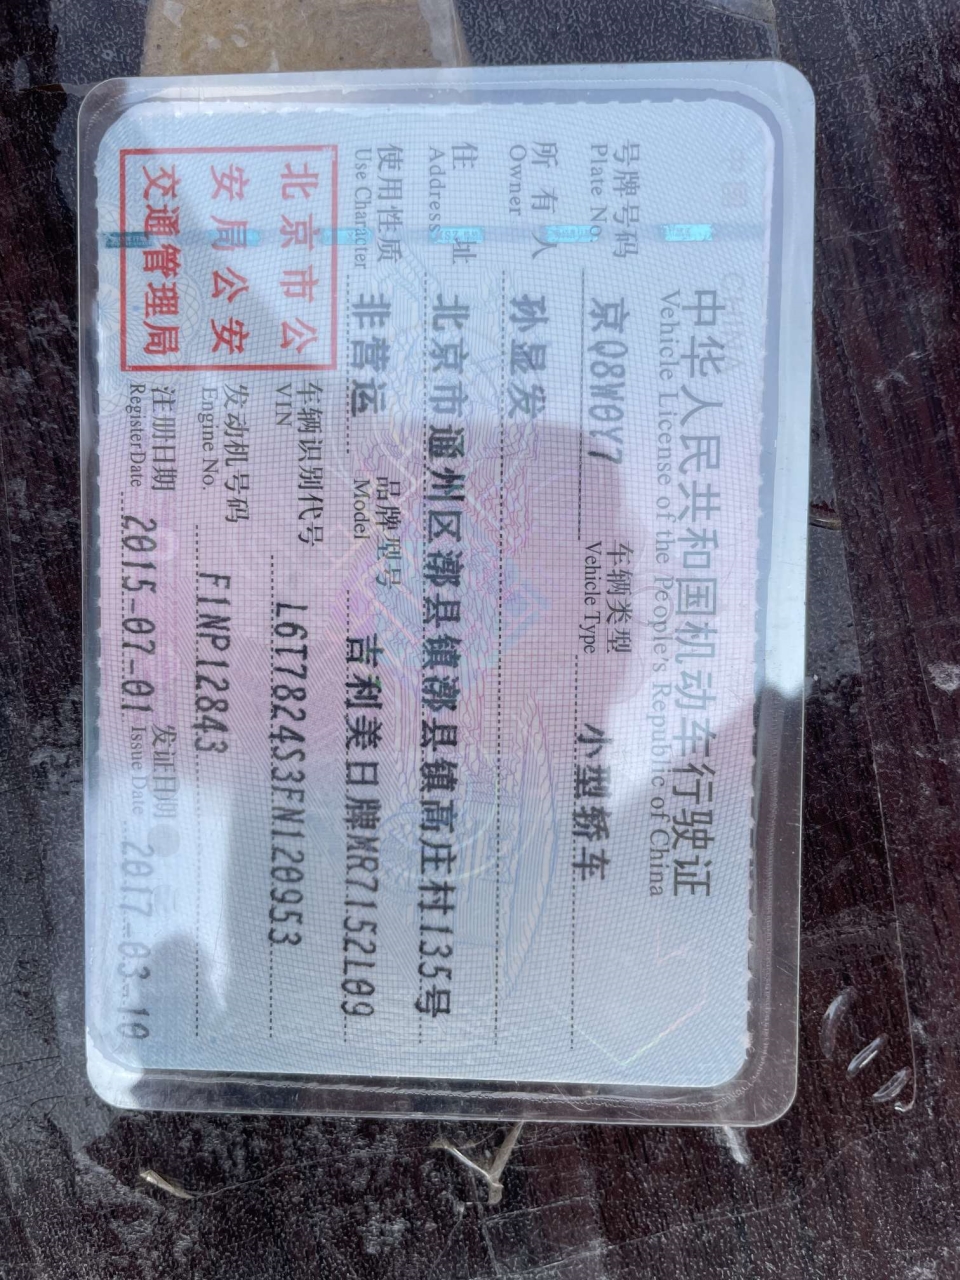 中华人民共和国机动车行驶证
Vehicle License of the People's Republic of China
号牌号码 京Q8W0Y7 车辆类型 小型轿车
Plate No. Vehicle Type
所有人 孙显发
Owner
住址 北京市通州区漷县镇漷县镇高庄村135号
Address
使用性质 非营运 品牌型号 吉利美日牌MR7152L09
Use Character Model
北京市公
安局公安
交通管理局
车辆识别代号 L6T7824S3FN120953
VIN
发动机号码 F1NP12843
Engine No.
注册日期 2015-07-01 发证日期 2017-03-10
Register Date Issue Date